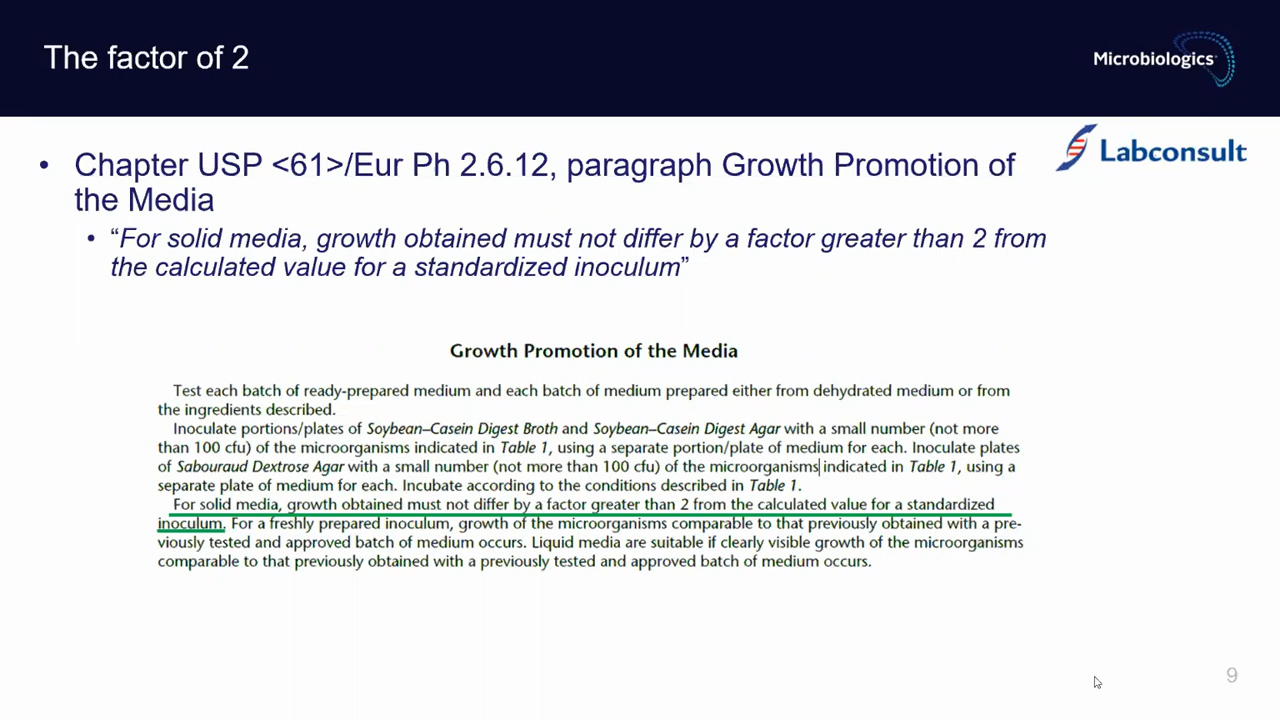 The factor of 2
Microbiologics
Labconsult
• Chapter USP <61>/Eur Ph 2.6.12, paragraph Growth Promotion of
the Media
• “For solid media, growth obtained must not differ by a factor greater than 2 from
the calculated value for a standardized inoculum”
Growth Promotion of the Media
Test each batch of ready-prepared medium and each batch of medium prepared either from dehydrated medium or from
the ingredients described.
Inoculate portions/plates of Soybean–Casein Digest Broth and Soybean–Casein Digest Agar with a small number (not more
than 100 cfu) of the microorganisms indicated in Table 1, using a separate portion/plate of medium for each. Inoculate plates
of Sabouraud Dextrose Agar with a small number (not more than 100 cfu) of the microorganisms indicated in Table 1, using a
separate plate of medium for each. Incubate according to the conditions described in Table 1.
For solid media, growth obtained must not differ by a factor greater than 2 from the calculated value for a standardized
inoculum. For a freshly prepared inoculum, growth of the microorganisms comparable to that previously obtained with a pre-
viously tested and approved batch of medium occurs. Liquid media are suitable if clearly visible growth of the microorganisms
comparable to that previously obtained with a previously tested and approved batch of medium occurs.
9